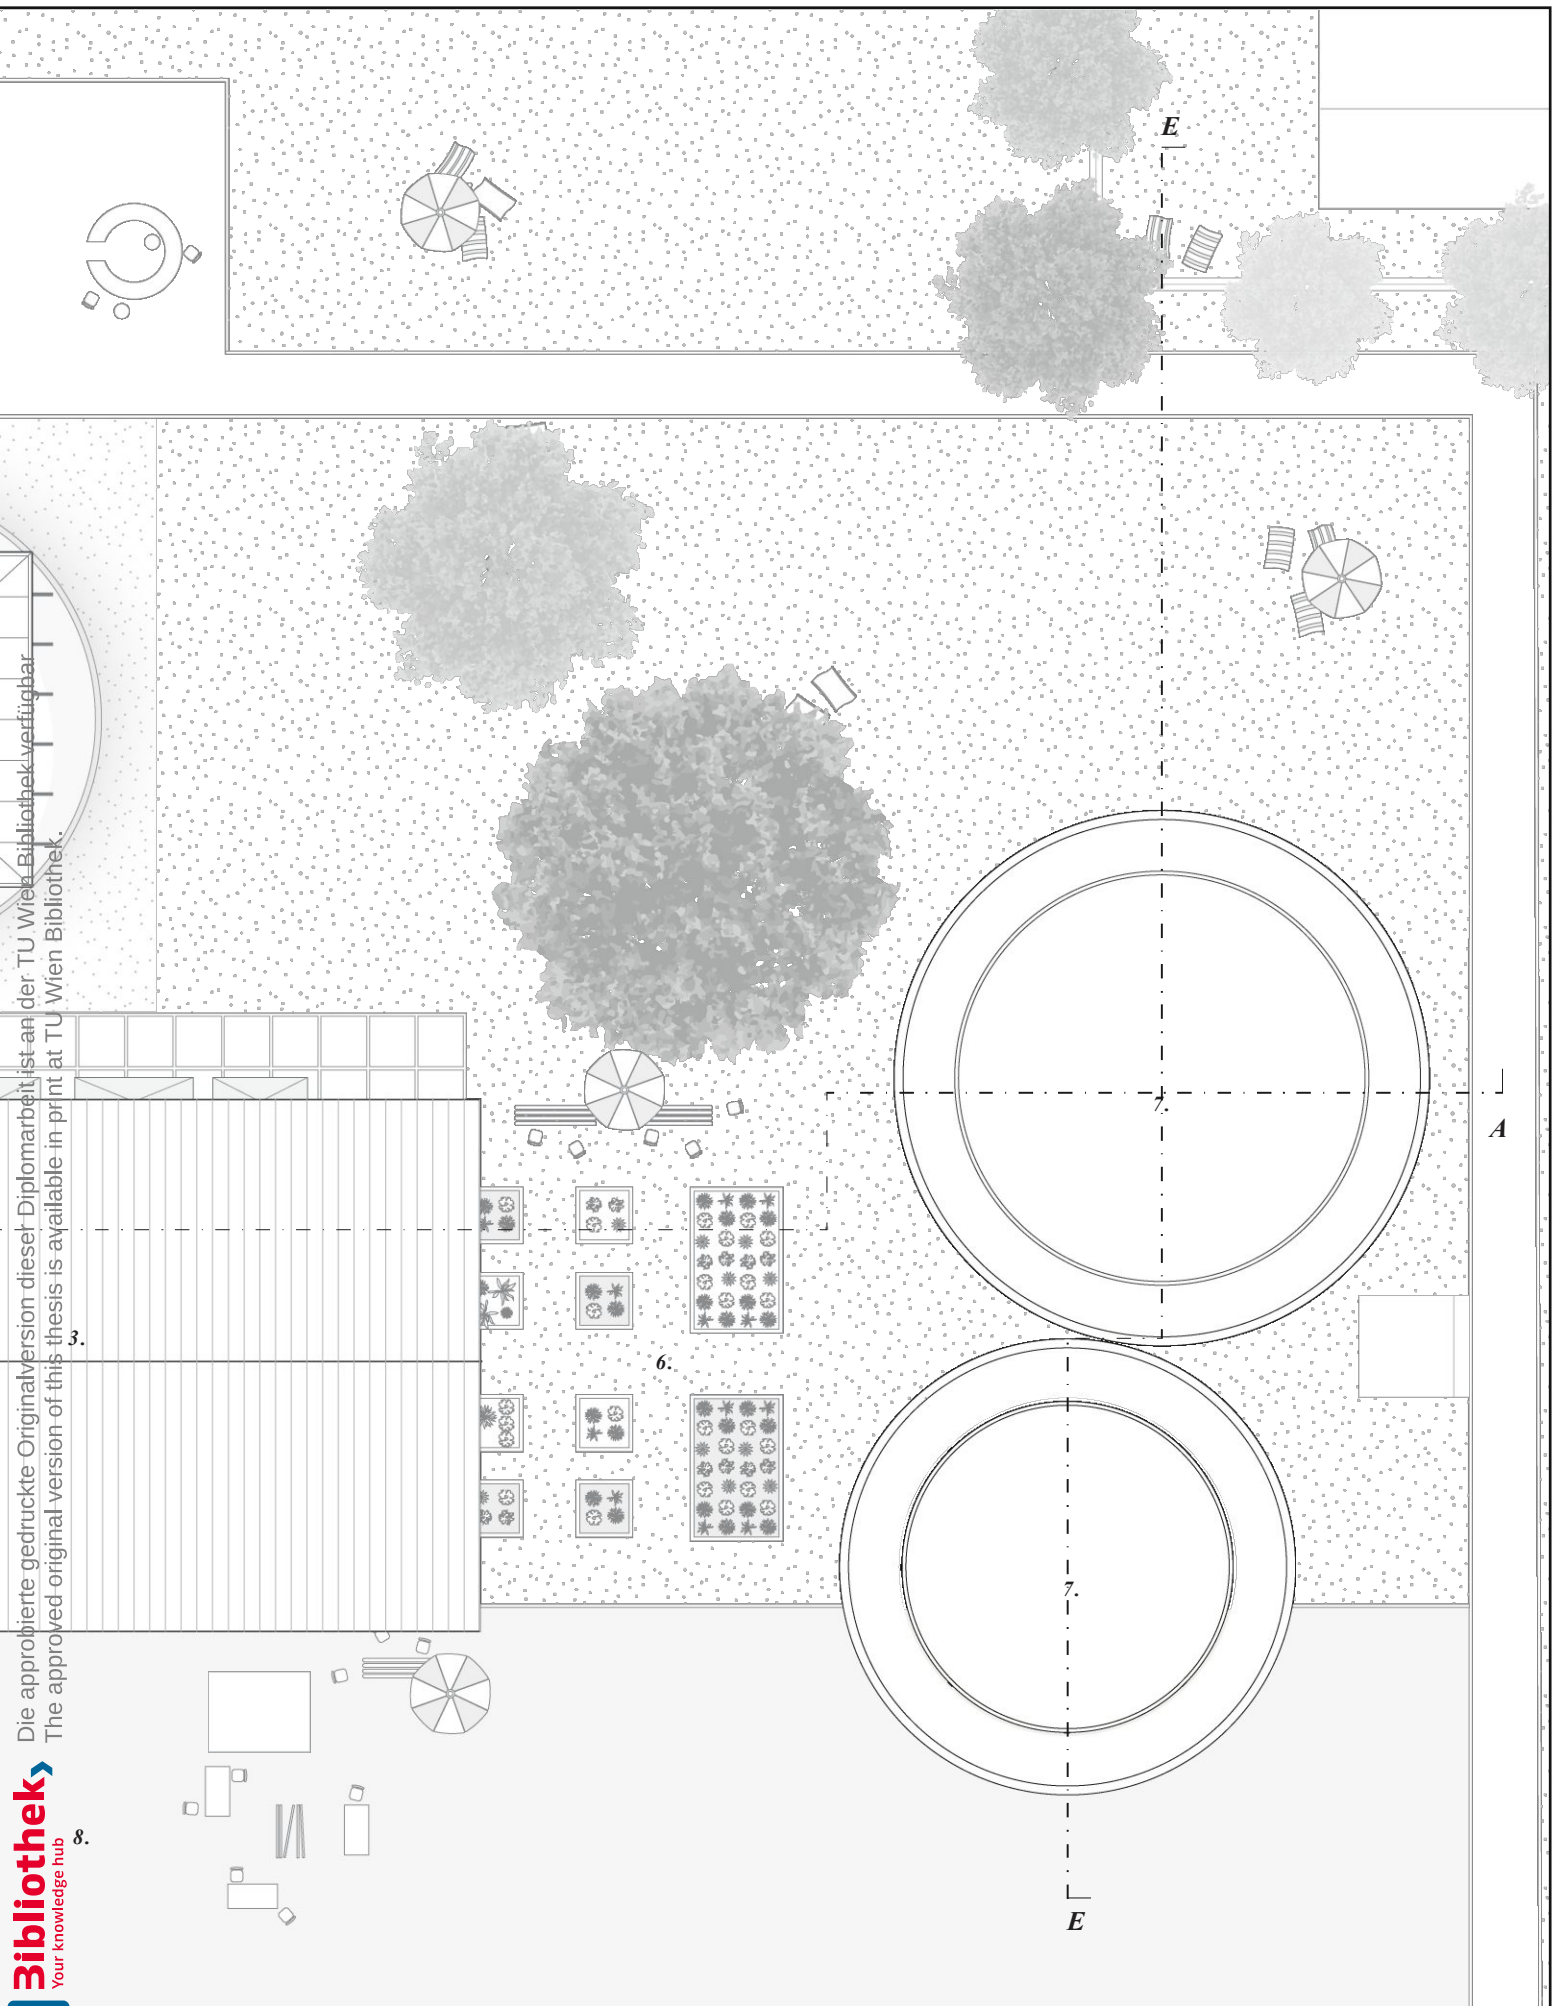 E
A
7.
3.
6.
7.
8.
E
Die approbierte gedruckte Originalversion dieser Diplomarbeit ist an der TU Wien Bibliothek verfügbar
The approved original version of this thesis is available in print at TU Wien Bibliothek.
Bibliothek
Your knowledge hub